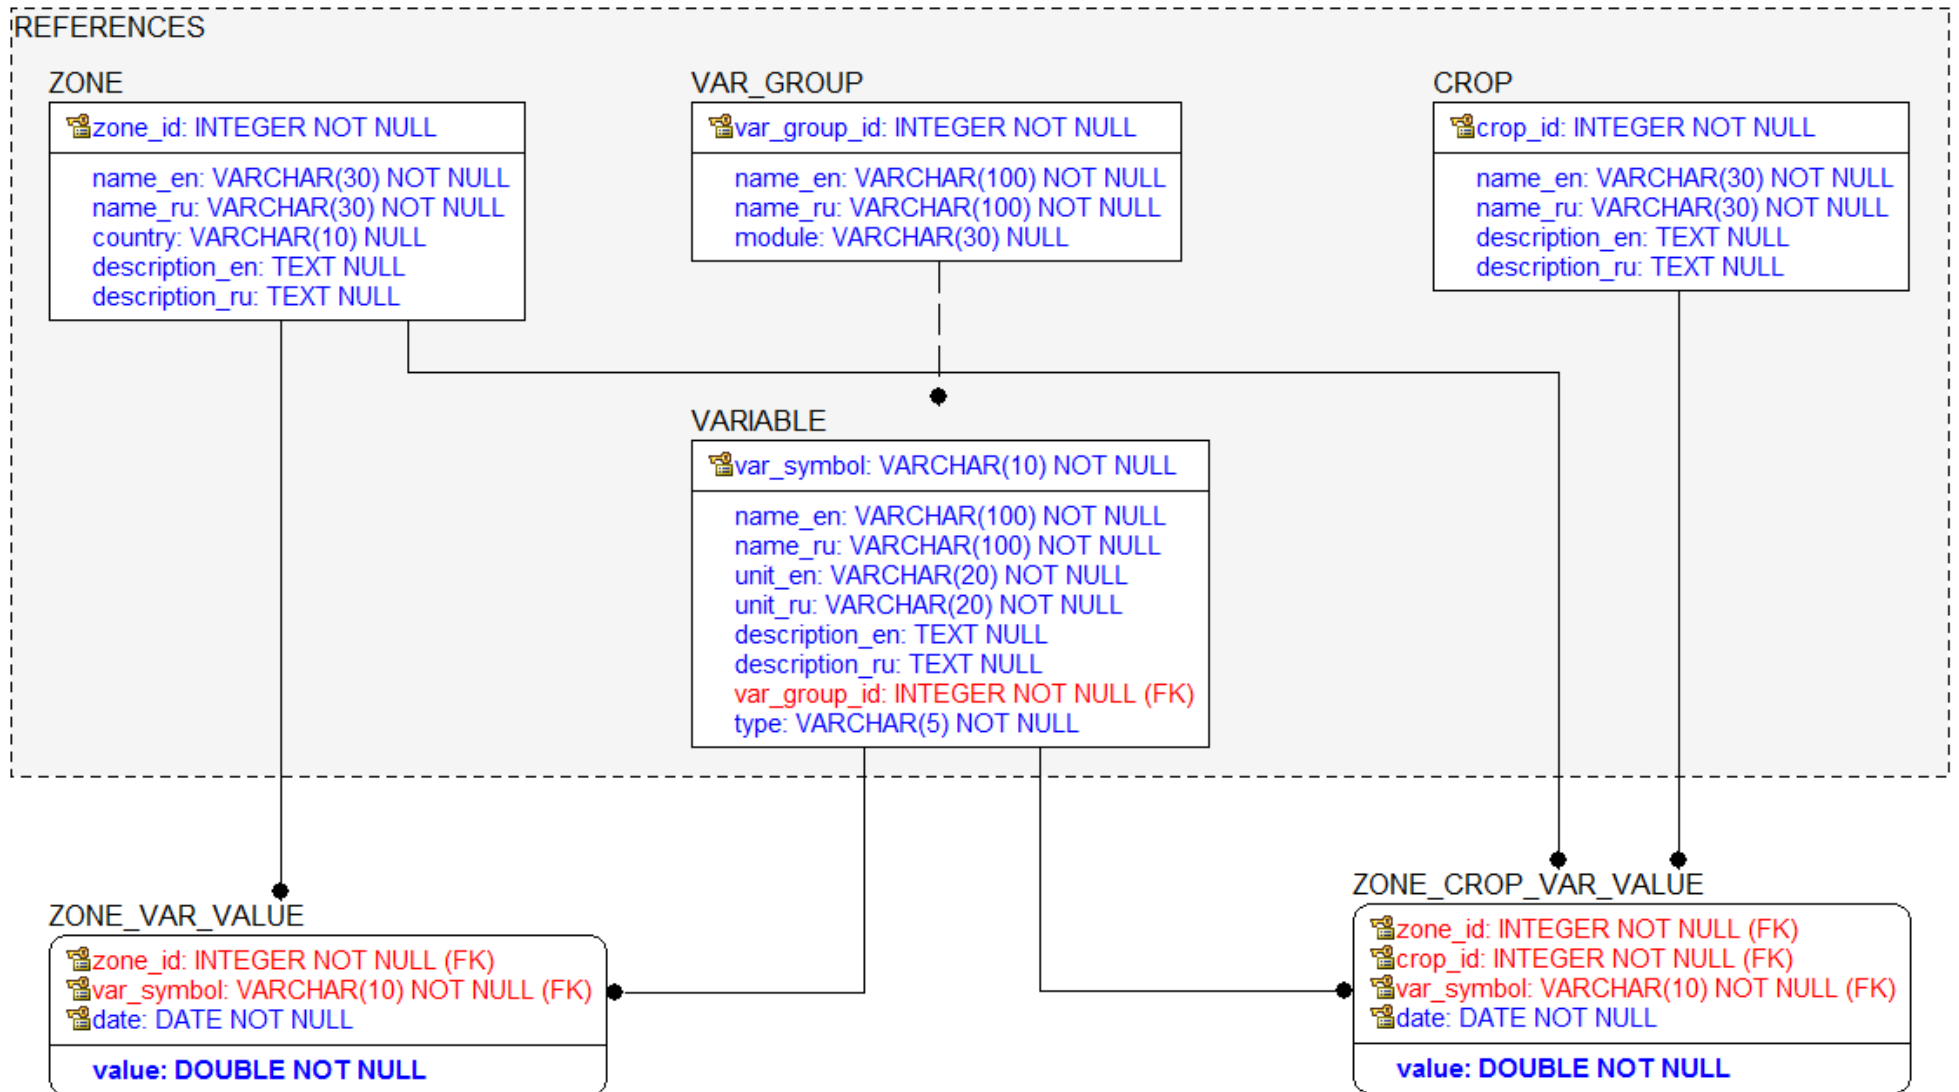 REFERENCES
ZONE
zone_id: INTEGER NOT NULL
name_en: VARCHAR(30) NOT NULL
name_ru: VARCHAR(30) NOT NULL
country: VARCHAR(10) NULL
description_en: TEXT NULL
description_ru: TEXT NULL
VAR_GROUP
var_group_id: INTEGER NOT NULL
name_en: VARCHAR(100) NOT NULL
name_ru: VARCHAR(100) NOT NULL
module: VARCHAR(30) NULL
CROP
crop_id: INTEGER NOT NULL
name_en: VARCHAR(30) NOT NULL
name_ru: VARCHAR(30) NOT NULL
description_en: TEXT NULL
description_ru: TEXT NULL
VARIABLE
var_symbol: VARCHAR(10) NOT NULL
name_en: VARCHAR(100) NOT NULL
name_ru: VARCHAR(100) NOT NULL
unit_en: VARCHAR(20) NOT NULL
unit_ru: VARCHAR(20) NOT NULL
description_en: TEXT NULL
description_ru: TEXT NULL
var_group_id: INTEGER NOT NULL (FK)
type: VARCHAR(5) NOT NULL
ZONE_VAR_VALUE
zone_id: INTEGER NOT NULL (FK)
var_symbol: VARCHAR(10) NOT NULL (FK)
date: DATE NOT NULL
value: DOUBLE NOT NULL
ZONE_CROP_VAR_VALUE
zone_id: INTEGER NOT NULL (FK)
crop_id: INTEGER NOT NULL (FK)
var_symbol: VARCHAR(10) NOT NULL (FK)
date: DATE NOT NULL
value: DOUBLE NOT NULL